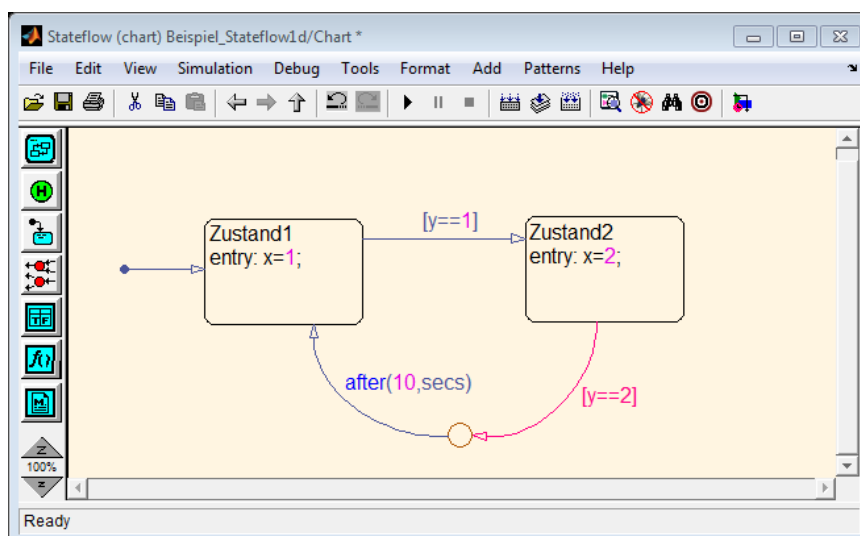 Stateflow (chart) Beispiel_Stateflow1d/Chart *
File Edit View Simulation Debug Tools Format Add Patterns Help
H
Zustand1
entry: x=1;
[y==1]
Zustand2
entry: x=2;
TF
f()
M
after(10,secs)
[y==2]
Z
100%
z
Ready